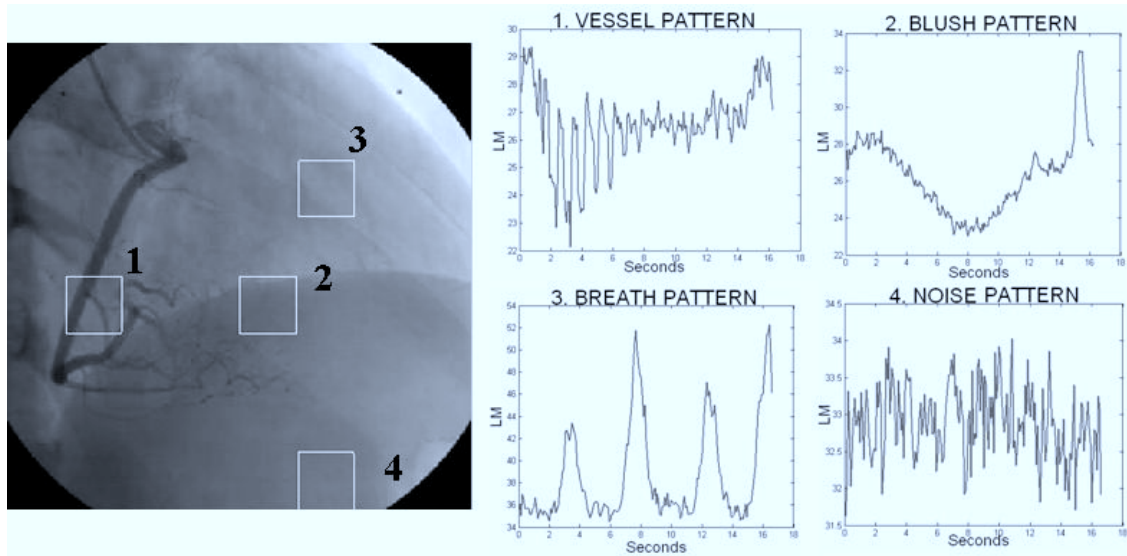 1
2
3
4
1. VESSEL PATTERN
30
29
28
27
26
25
24
23
22
LM
0 2 4 6 8 10 12 14 16 18
Seconds
2. BLUSH PATTERN
34
32
30
28
26
24
22
LM
0 2 4 6 8 10 12 14 16 18
Seconds
3. BREATH PATTERN
54
52
50
48
46
44
42
40
38
36
34
LM
0 2 4 6 8 10 12 14 16 18
Seconds
4. NOISE PATTERN
34.5
34
33.5
33
32.5
32
31.5
LM
0 2 4 6 8 10 12 14 16 18
Seconds